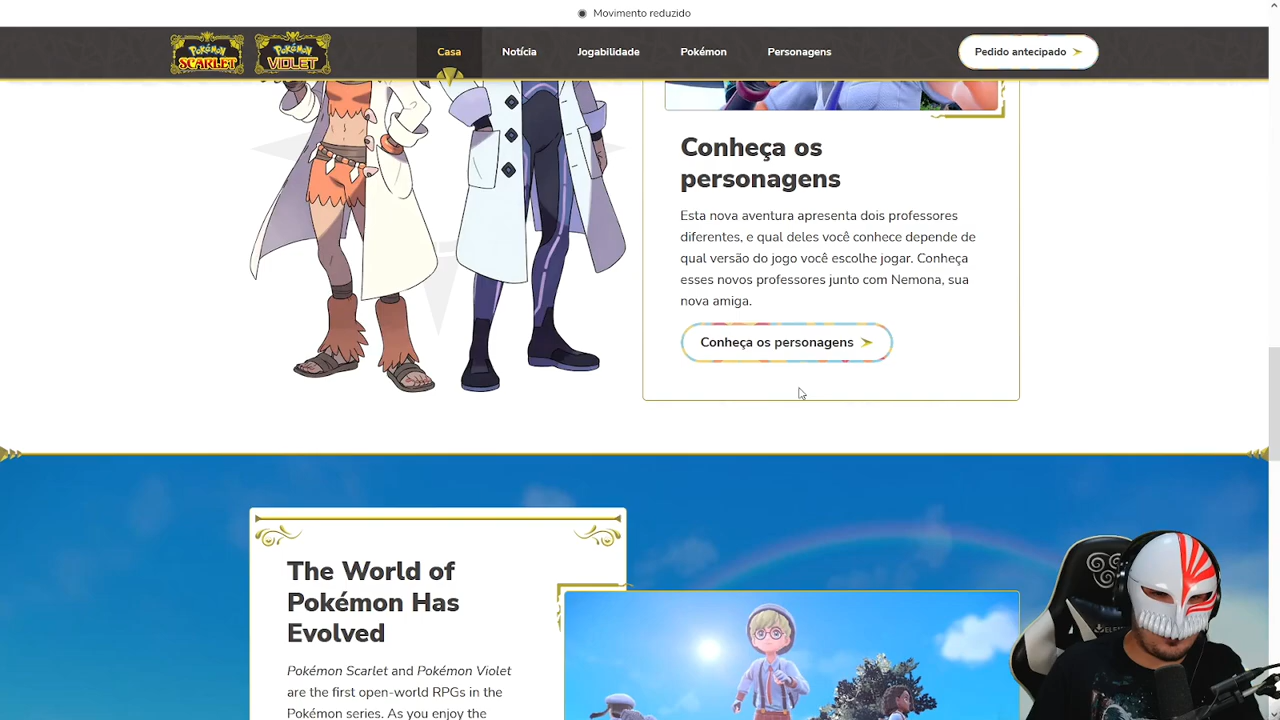 Movimento reduzido
Pokémon SCARLET
Pokémon VIOLET
Casa
Notícia
Jogabilidade
Pokémon
Personagens
Pedido antecipado
Conheça os
personagens
Esta nova aventura apresenta dois professores
diferentes, e qual deles você conhece depende de
qual versão do jogo você escolhe jogar. Conheça
esses novos professores junto com Nemona, sua
nova amiga.
Conheça os personagens
The World of
Pokémon Has
Evolved
Pokémon Scarlet and Pokémon Violet
are the first open-world RPGs in the
Pokémon series. As you enjoy the